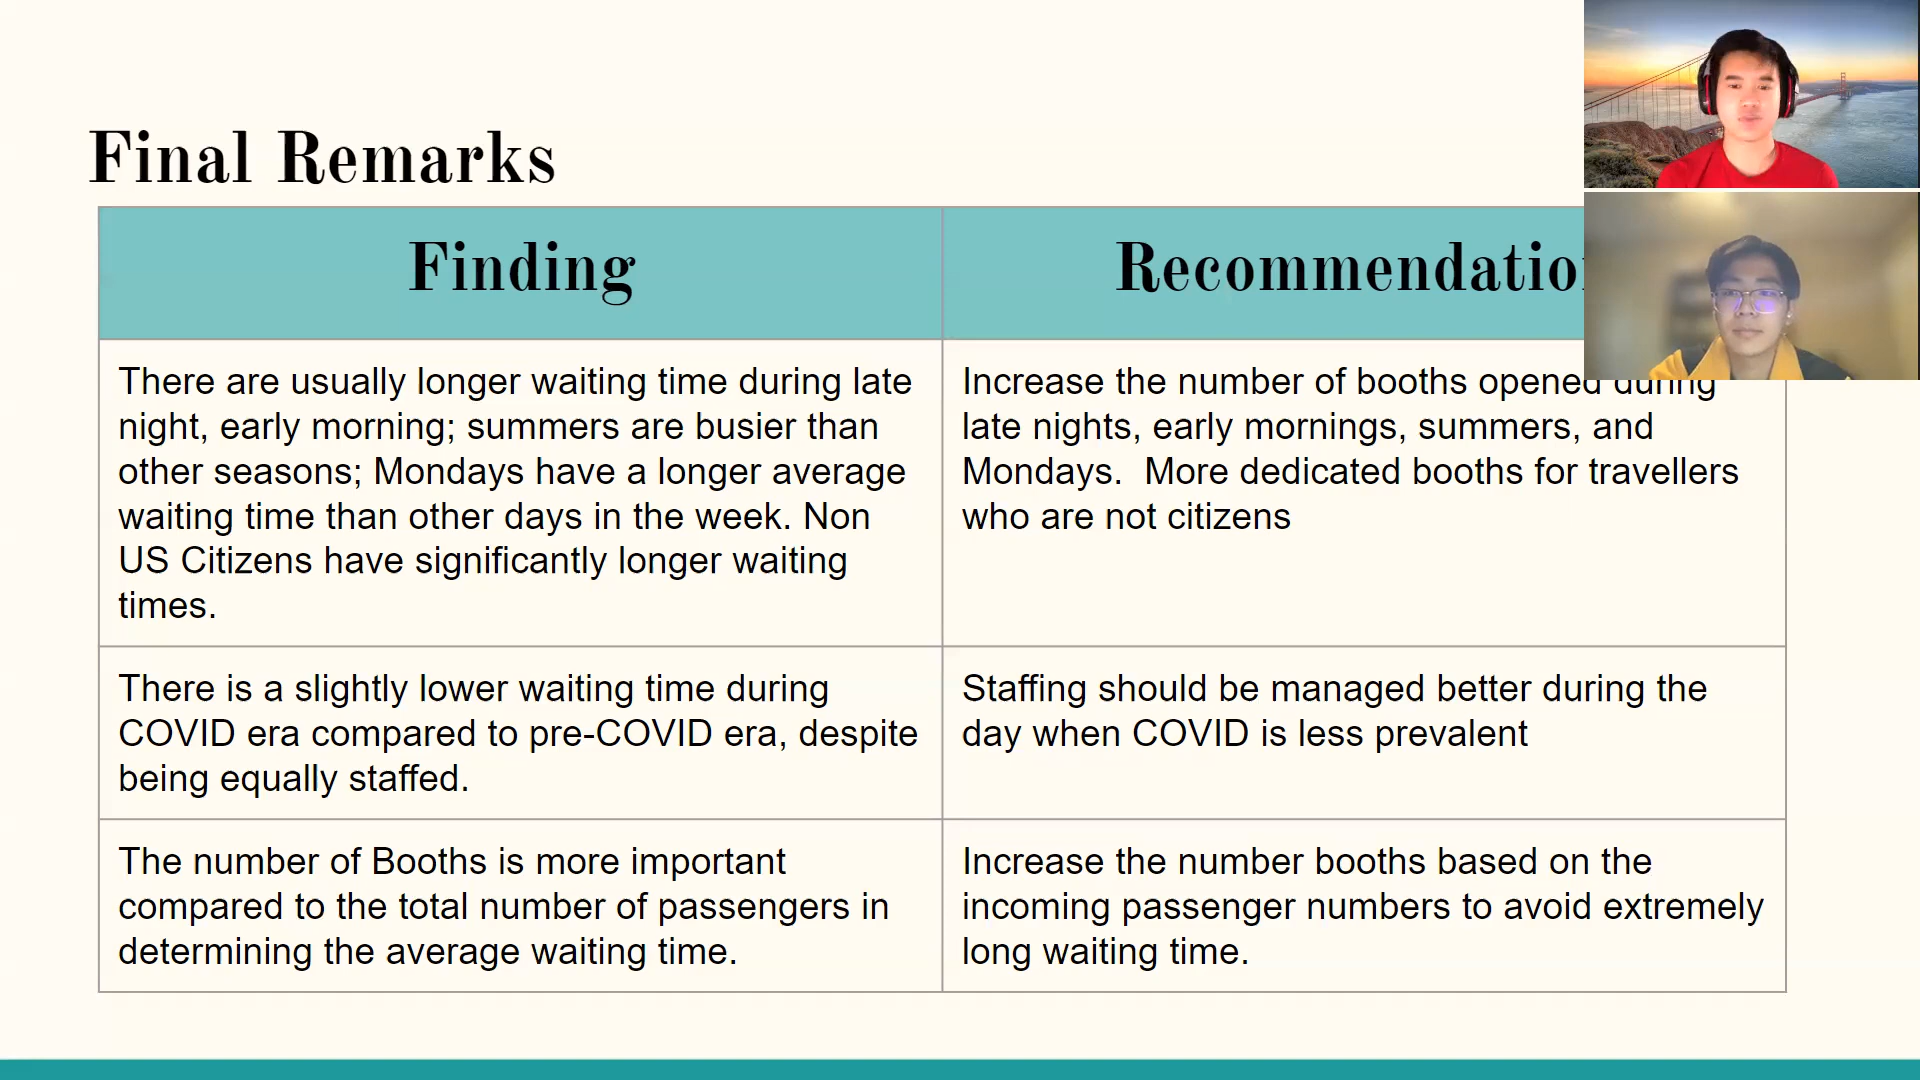 Final Remarks
Finding
Recommendatio
There are usually longer waiting time during late
night, early morning; summers are busier than
other seasons; Mondays have a longer average
waiting time than other days in the week. Non
US Citizens have significantly longer waiting
times.
Increase the number of booths opened during
late nights, early mornings, summers, and
Mondays.  More dedicated booths for travellers
who are not citizens
There is a slightly lower waiting time during
COVID era compared to pre-COVID era, despite
being equally staffed.
Staffing should be managed better during the
day when COVID is less prevalent
The number of Booths is more important
compared to the total number of passengers in
determining the average waiting time.
Increase the number booths based on the
incoming passenger numbers to avoid extremely
long waiting time.